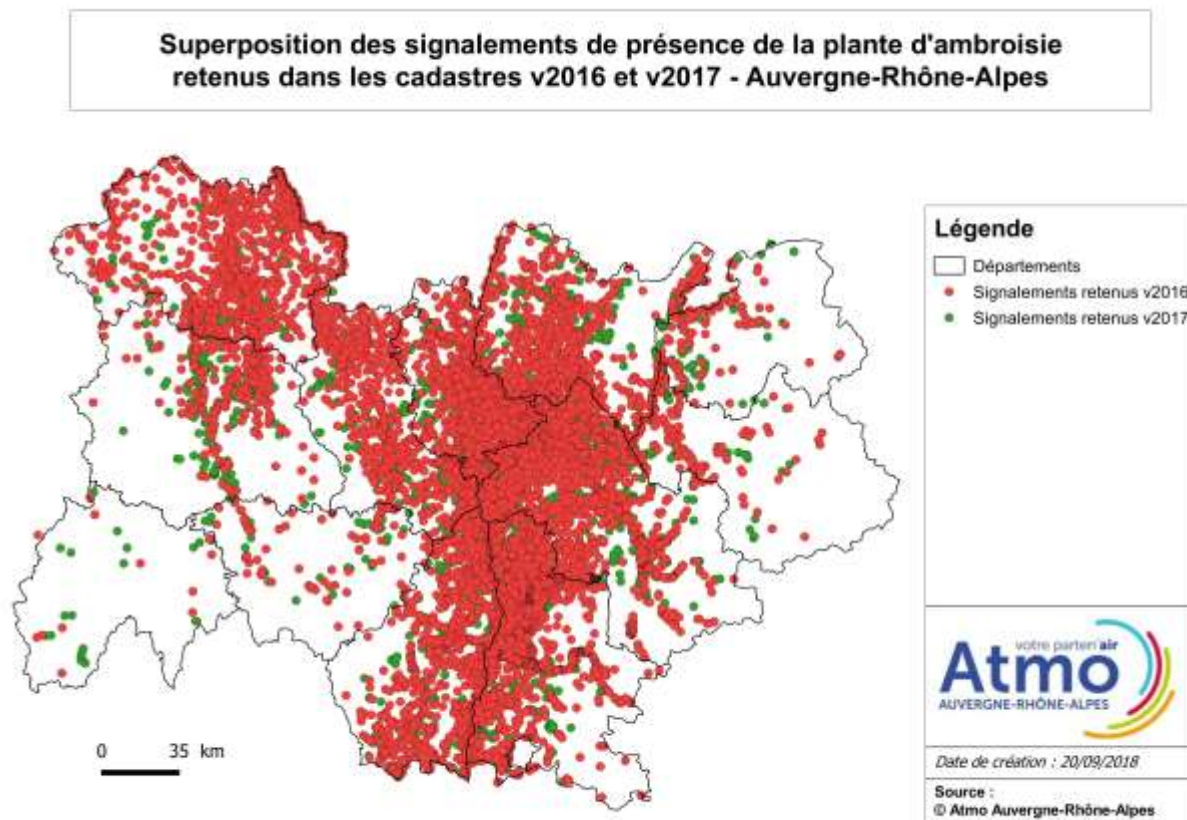 Superposition des signalements de présence de la plante d'ambroisie
retenus dans les cadastres v2016 et v2017 - Auvergne-Rhône-Alpes
Légende
Départements
Signalements retenus v2016
Signalements retenus v2017
0 35 km
votre parten'air
Atmo
AUVERGNE-RHÔNE-ALPES
Date de création : 20/09/2018
Source :
© Atmo Auvergne-Rhône-Alpes